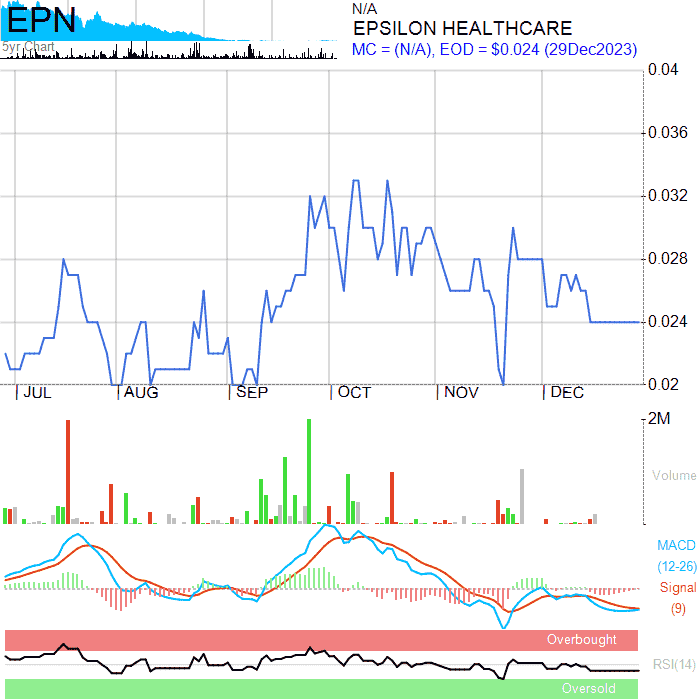 EPN
5yr Chart
N/A
EPSILON HEALTHCARE
MC = (N/A), EOD = $0.024 (29Dec2023)
0.04
0.036
0.032
0.028
0.024
0.02
JUL AUG SEP OCT NOV DEC
2M
Volume
MACD
(12-26)
Signal
(9)
Overbought
RSI(14)
Oversold